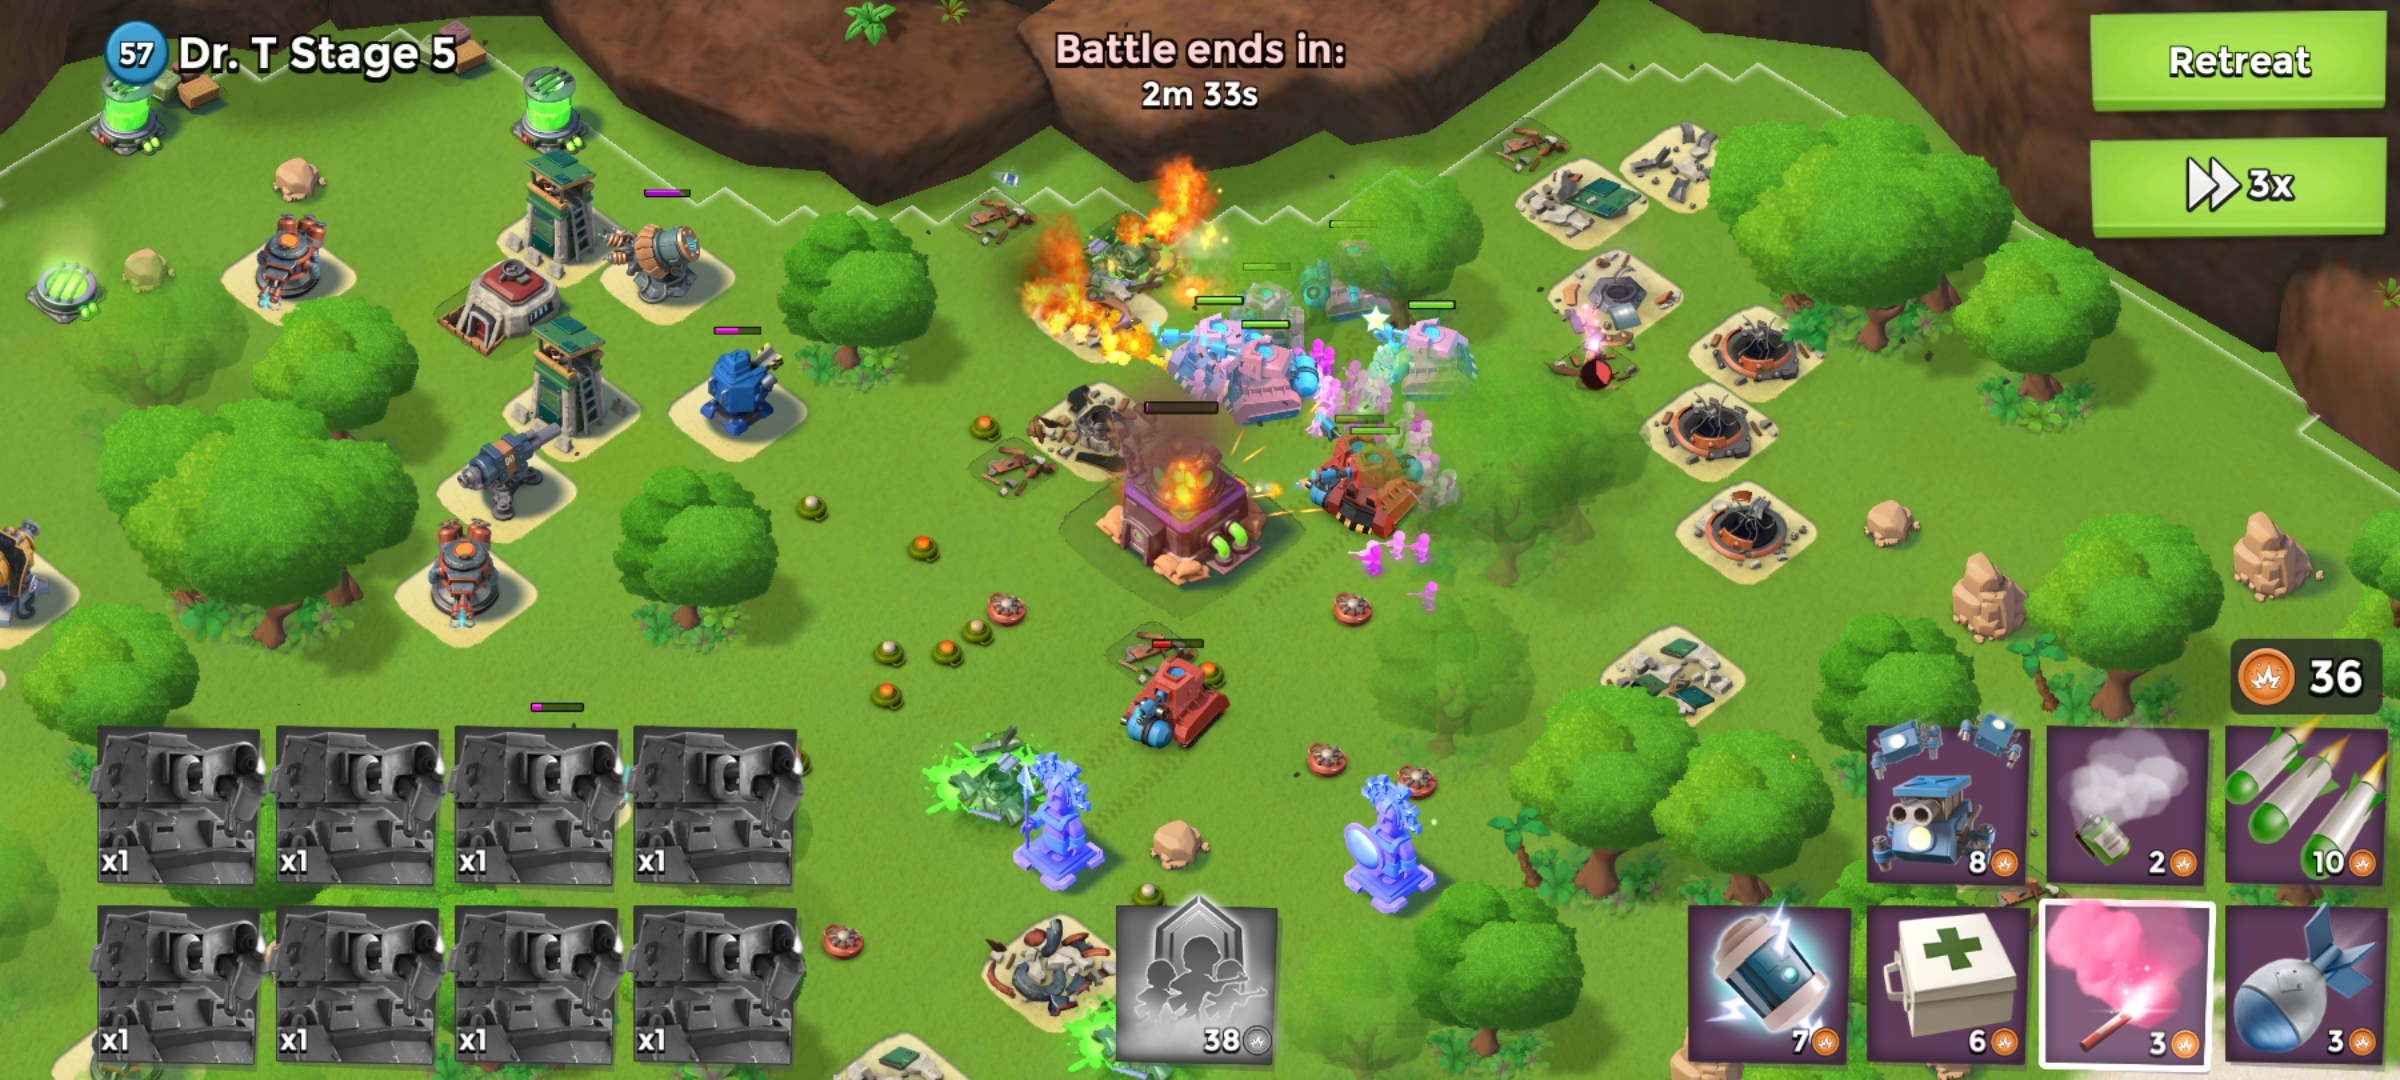 57 Dr. T Stage 5
Battle ends in:
2m 33s
Retreat
3x
36
8
2
10
x1
x1
x1
x1
x1
x1
x1
x1
38
7
6
3
3